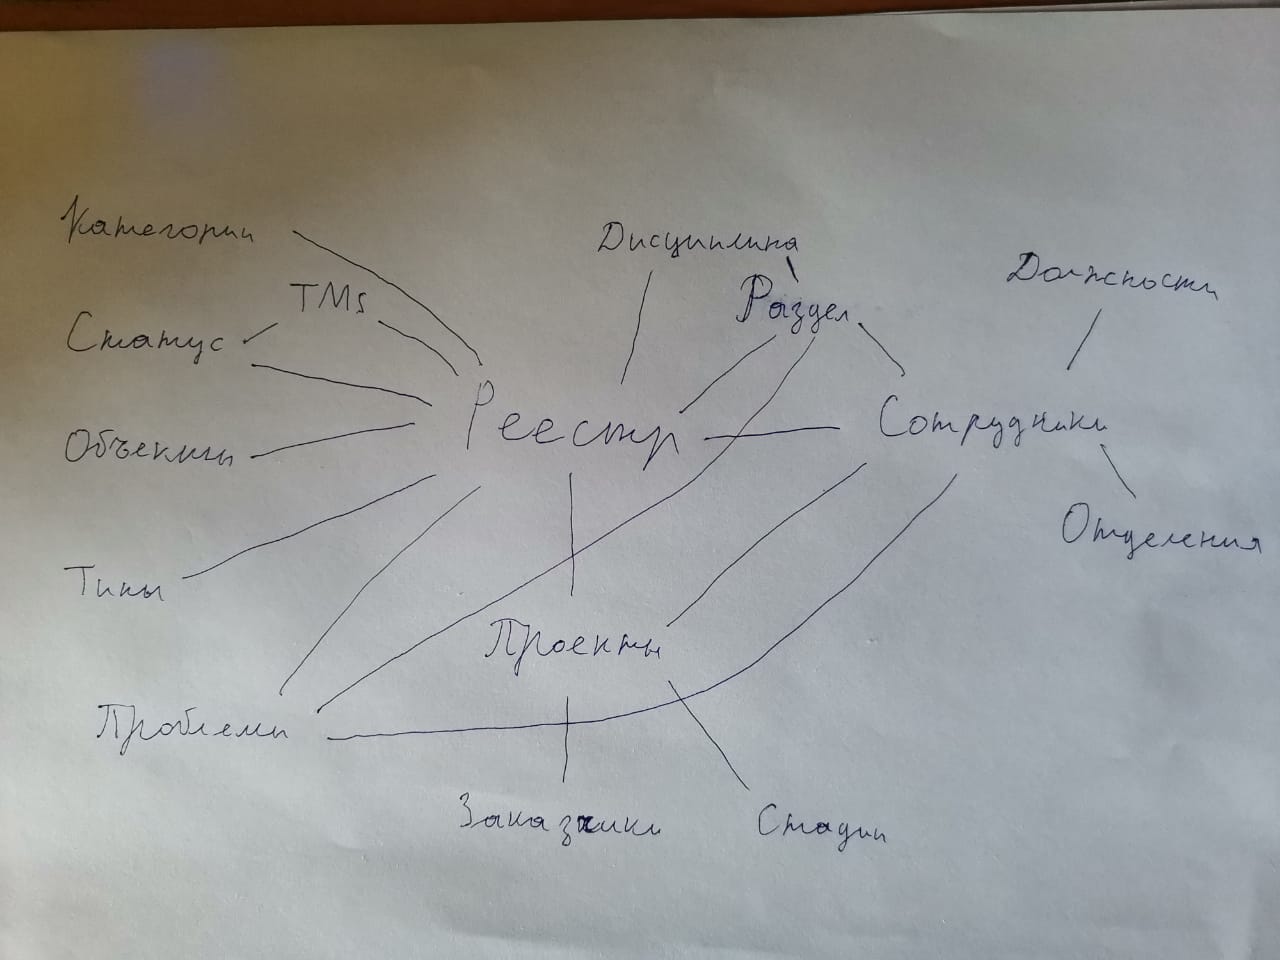 Категории
Дисциплина
Должности
TMs
Раздел
Статус
Реестр
Сотрудники
Объекты
Отделения
Типы
Проекты
Проблемы
Заказчики
Стадии